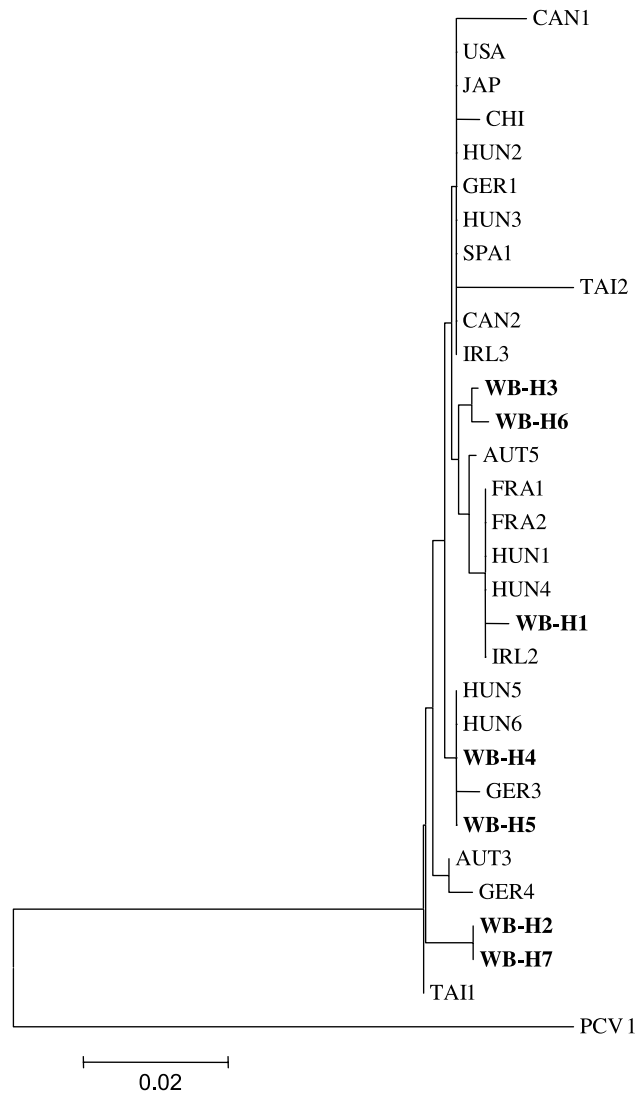 CAN1
USA
JAP
CHI
HUN2
GER1
HUN3
SPA1
TAI2
CAN2
IRL3
WB-H3
WB-H6
AUT5
FRA1
FRA2
HUN1
HUN4
WB-H1
IRL2
HUN5
HUN6
WB-H4
GER3
WB-H5
AUT3
GER4
WB-H2
WB-H7
TAI1
PCV1
0.02